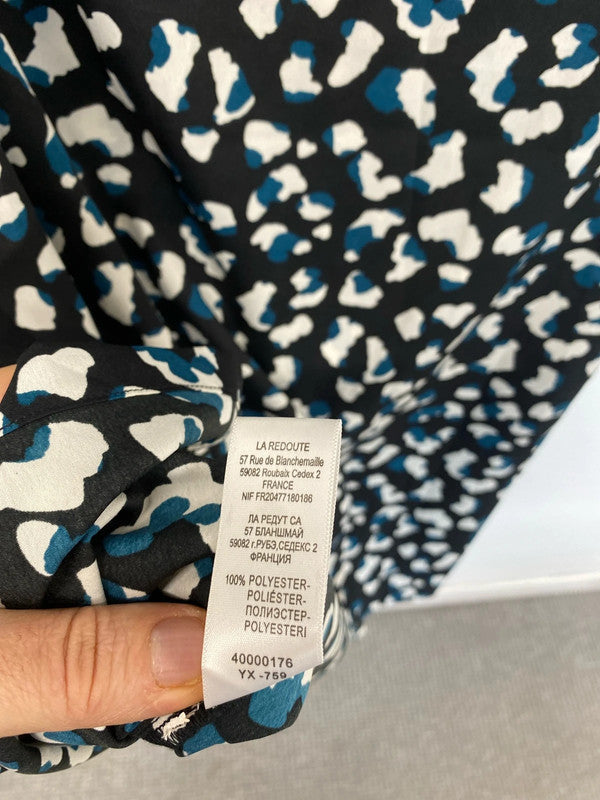 LA REDOUTE
57 Rue de Blanchemaille
59082 Roubaix Cedex 2
FRANCE
NIF FR20477180186
ЛА РЕДУТ СА
57 БЛАНШМАЙ
59082 г.РУБЭ,СЕДЕКС 2
ФРАНЦИЯ
100% POLYESTER-
POLIÉSTER-
ПОЛИЭСТЕР-
POLYESTERİ
40000176
YX -759